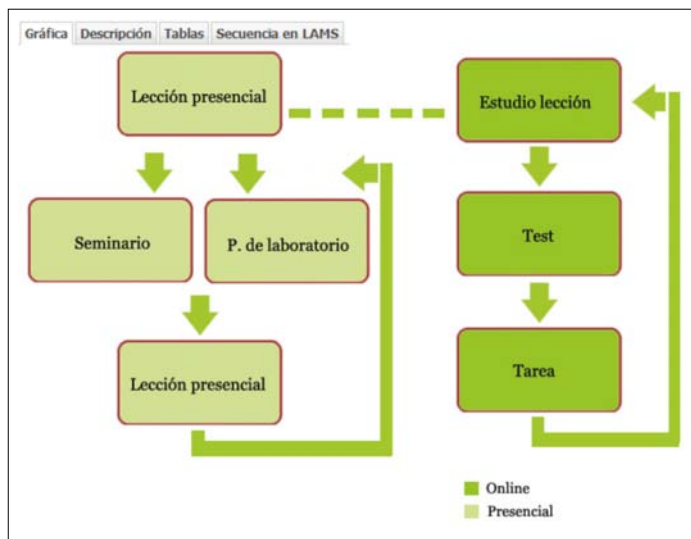 Gráfica Descripción Tablas Secuencia en LAMS
Lección presencial
Estudio lección
Seminario
P. de laboratorio
Test
Lección presencial
Tarea
Online
Presencial